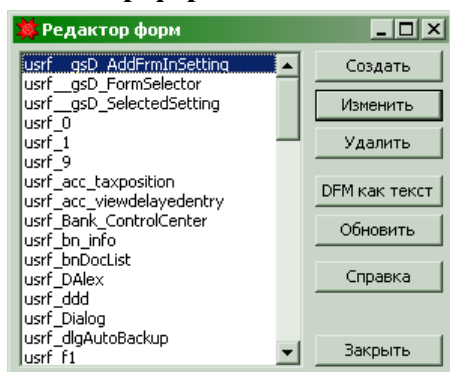 Редактор форм
usrf__gsD_AddFrmInSetting
usrf__gsD_FormSelector
usrf__gsD_SelectedSetting
usrf_0
usrf_1
usrf_9
usrf_acc_taxposition
usrf_acc_viewdelayedentry
usrf_Bank_ControlCenter
usrf_bn_info
usrf_bnDocList
usrf_DAlex
usrf_ddd
usrf_Dialog
usrf_dlgAutoBackup
usrf_f1
Создать
Изменить
Удалить
DFM как текст
Обновить
Справка
Закрыть